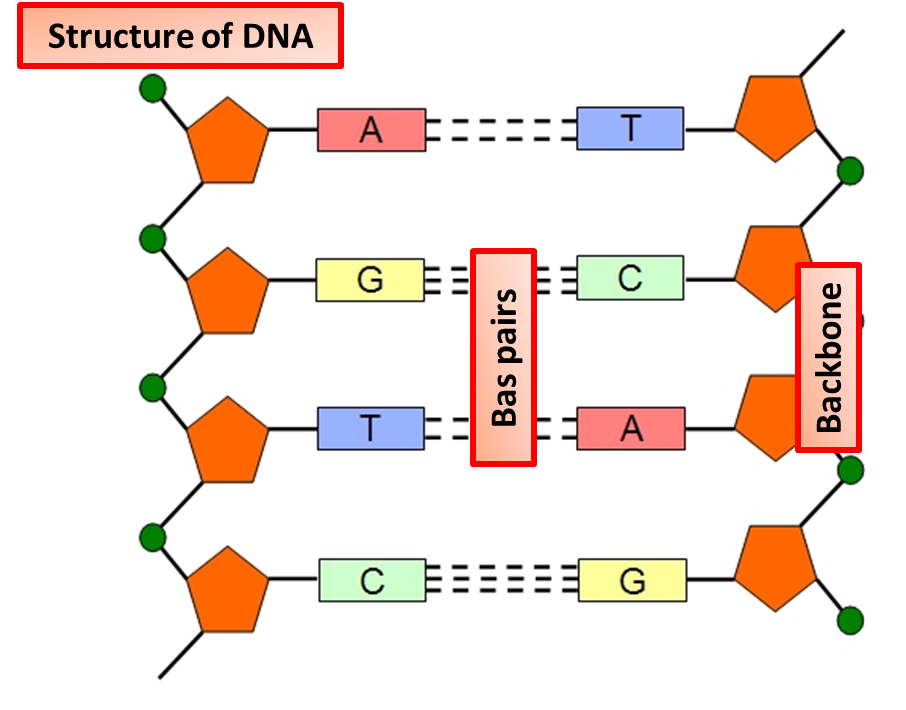 Structure of DNA
A T
G C
Bas pairs
Backbone
T A
C G